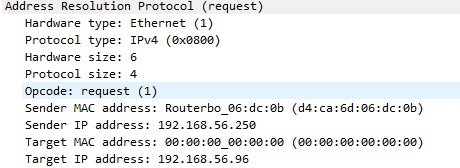 Address Resolution Protocol (request)
Hardware type: Ethernet (1)
Protocol type: IPv4 (0x0800)
Hardware size: 6
Protocol size: 4
Opcode: request (1)
Sender MAC address: Routerbo_06:dc:0b (d4:ca:6d:06:dc:0b)
Sender IP address: 192.168.56.250
Target MAC address: 00:00:00_00:00:00 (00:00:00:00:00:00)
Target IP address: 192.168.56.96